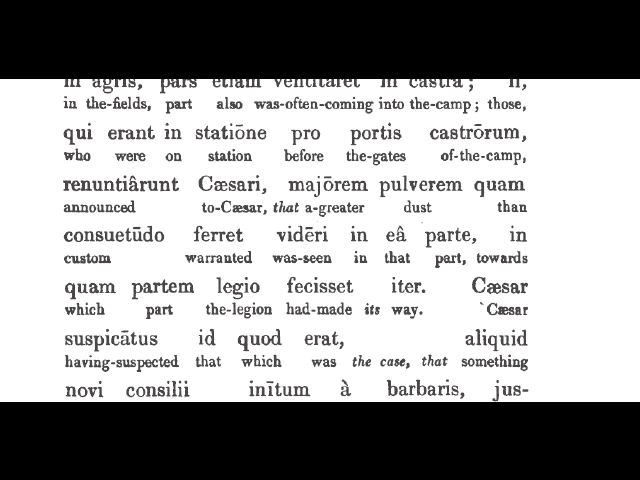 in agris, pars etiam ventitaret in castra; ii,
in the-fields, part also was-often-coming into the-camp; those,
qui erant in statiōne pro portis castrōrum,
who were on station before the-gates of-the-camp,
renuntiârunt Cæsari, majōrem pulverem quam
announced to-Cæsar, that a-greater dust than
consuetūdo ferret vidēri in eâ parte, in
custom warranted was-seen in that part, towards
quam partem legio fecisset iter. Cæsar
which part the-legion had-made its way. Cæsar
suspicātus id quod erat, aliquid
having-suspected that which was the case, that something
novi consilii inītum à barbaris, jus-